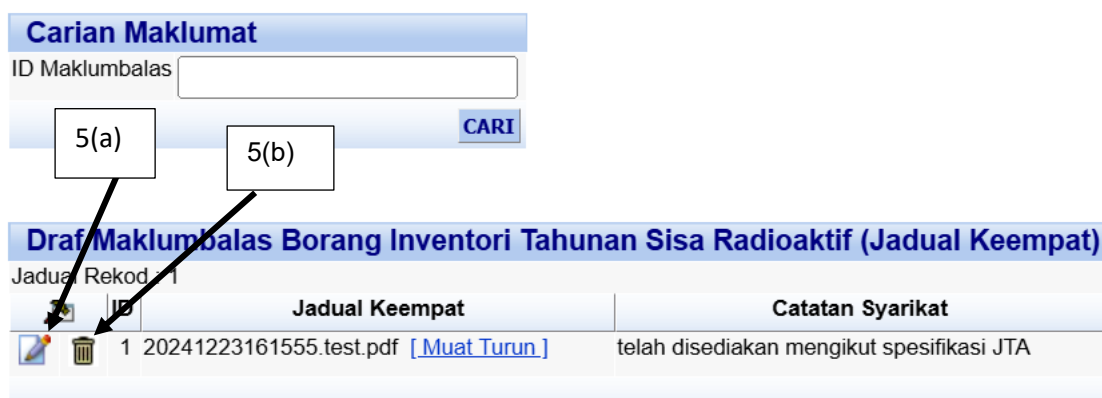 Carian Maklumat
ID Maklumbalas
CARI
5(a)
5(b)
Draf Maklumbalas Borang Inventori Tahunan Sisa Radioaktif (Jadual Keempat)
Jadual Rekod : 1
ID Jadual Keempat Catatan Syarikat
1 20241223161555.test.pdf [ Muat Turun ] telah disediakan mengikut spesifikasi JTA